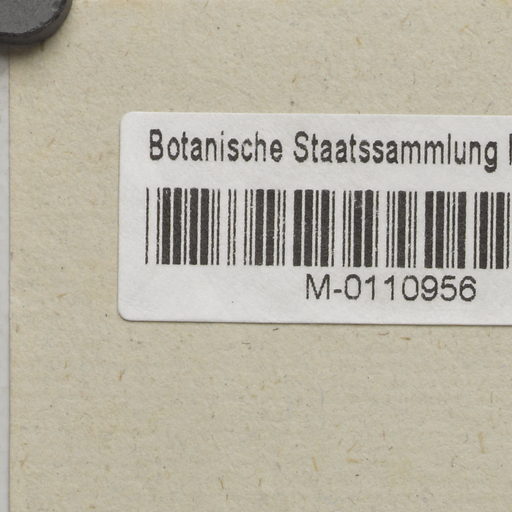 Botanische Staatssammlung
M-0110956